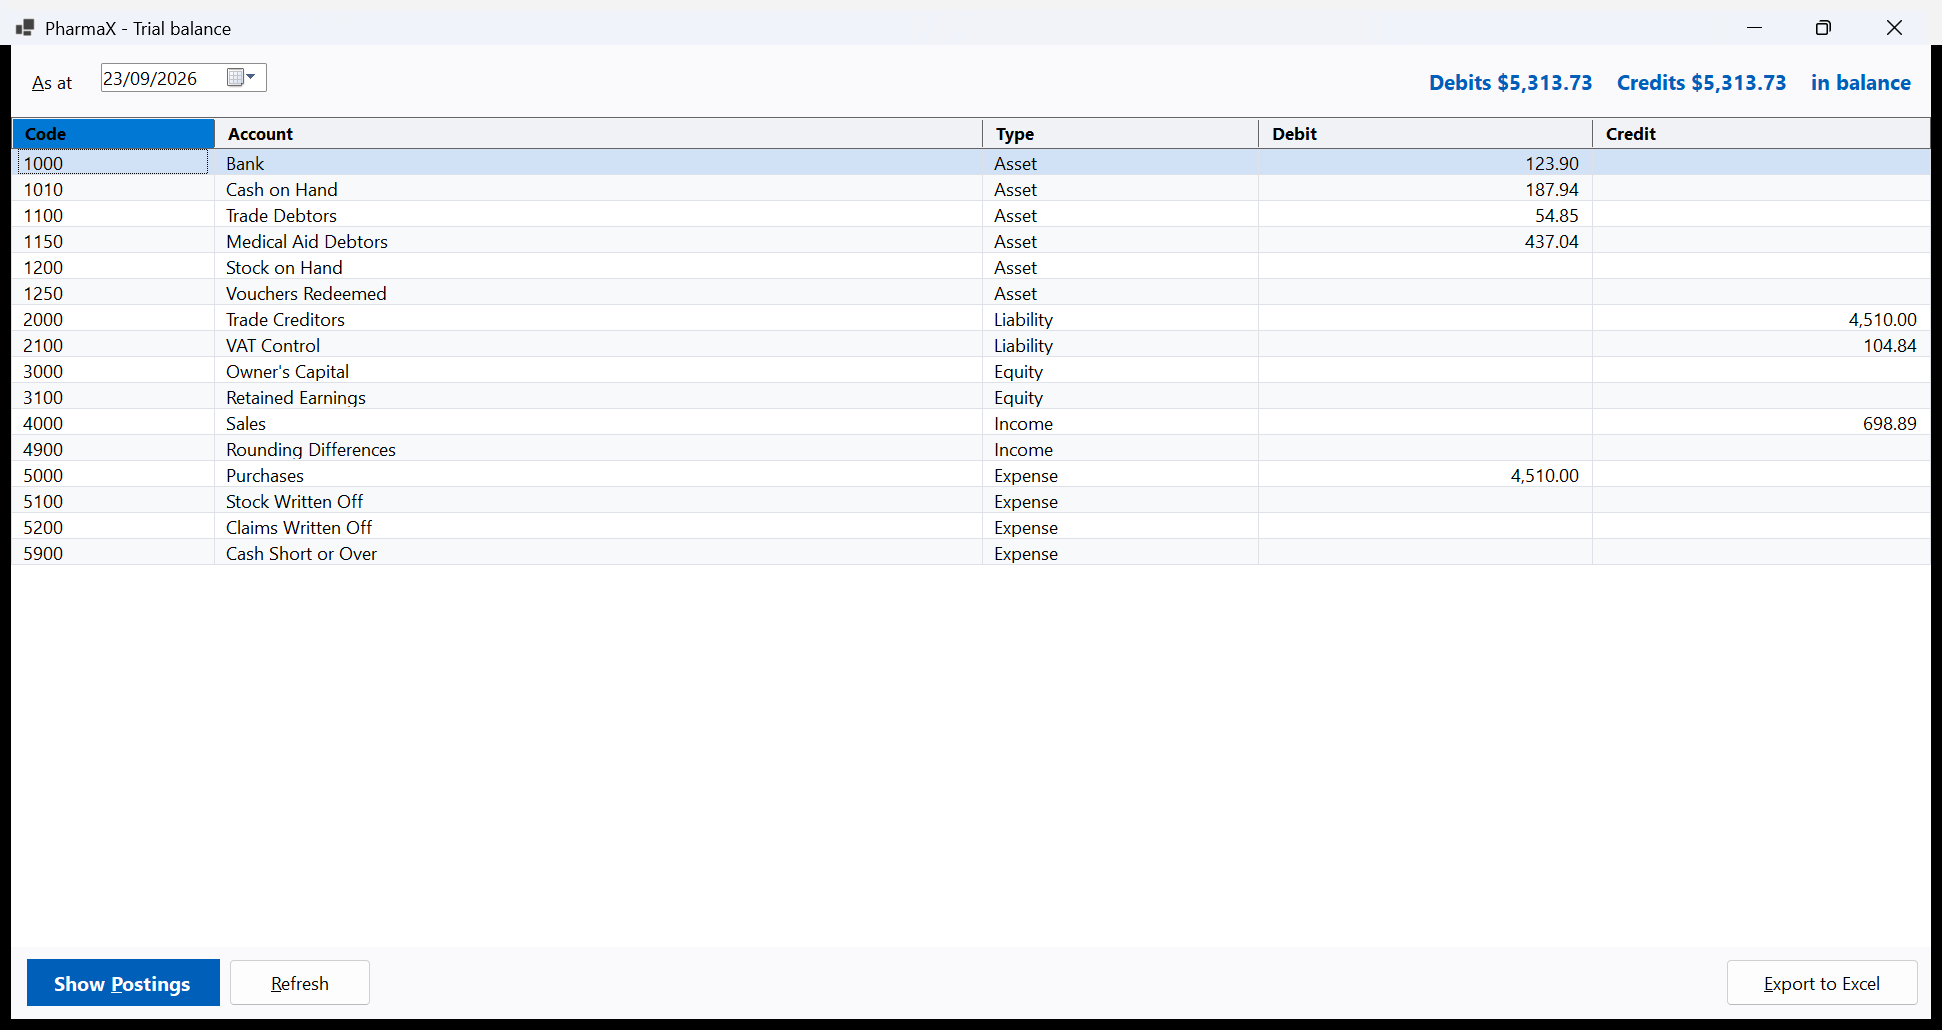 PharmaX - Trial balance
As at 23/09/2026 Debits $5,313.73 Credits $5,313.73 in balance
Code Account Type Debit Credit
1000 Bank Asset 123.90
1010 Cash on Hand Asset 187.94
1100 Trade Debtors Asset 54.85
1150 Medical Aid Debtors Asset 437.04
1200 Stock on Hand Asset
1250 Vouchers Redeemed Asset
2000 Trade Creditors Liability 4,510.00
2100 VAT Control Liability 104.84
3000 Owner's Capital Equity
3100 Retained Earnings Equity
4000 Sales Income 698.89
4900 Rounding Differences Income
5000 Purchases Expense 4,510.00
5100 Stock Written Off Expense
5200 Claims Written Off Expense
5900 Cash Short or Over Expense
Show Postings Refresh Export to Excel